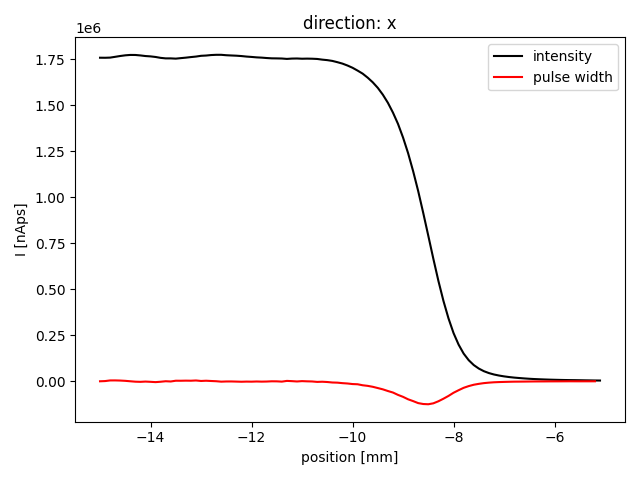 direction: x
1e6
intensity
pulse width
1.75
1.50
1.25
1.00
0.75
0.50
0.25
0.00
I [nAps]
−14
−12
−10
−8
−6
position [mm]